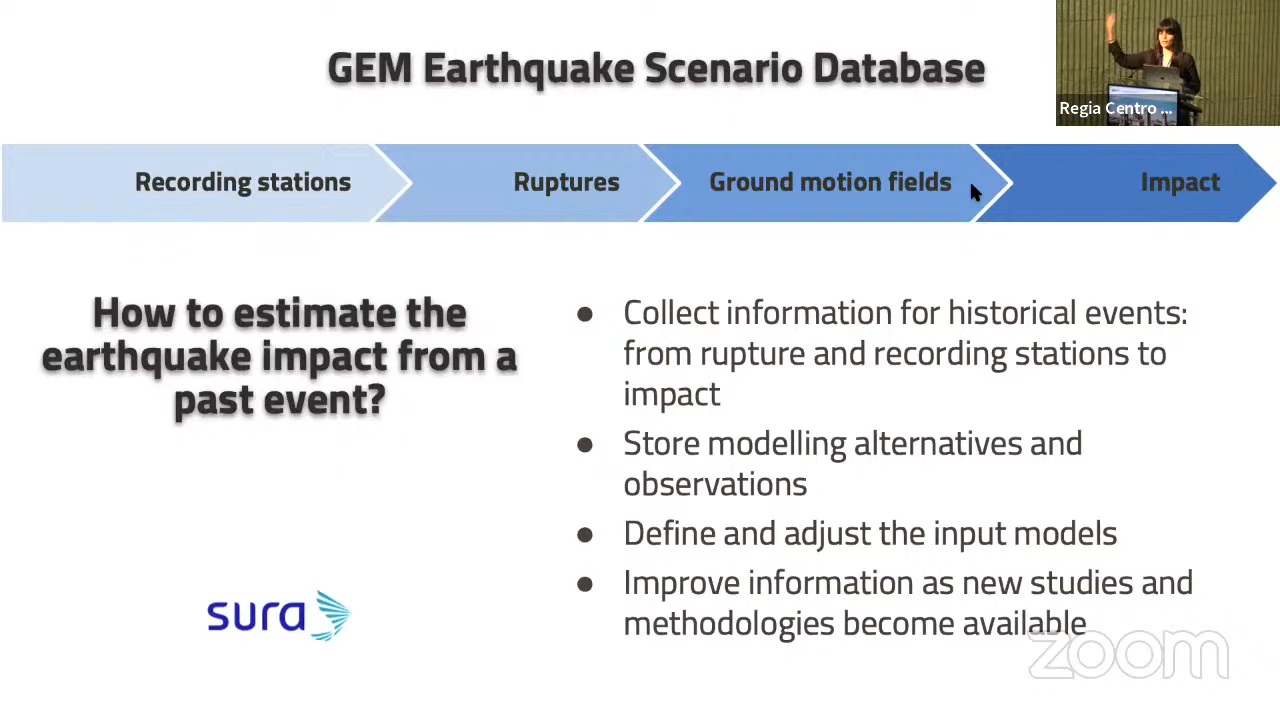 GEM Earthquake Scenario Database
Regia Centro ...
Recording stations
Ruptures
Ground motion fields
Impact
How to estimate the
earthquake impact from a
past event?
● Collect information for historical events:
from rupture and recording stations to
impact
● Store modelling alternatives and
observations
● Define and adjust the input models
● Improve information as new studies and
methodologies become available
sura
zoom